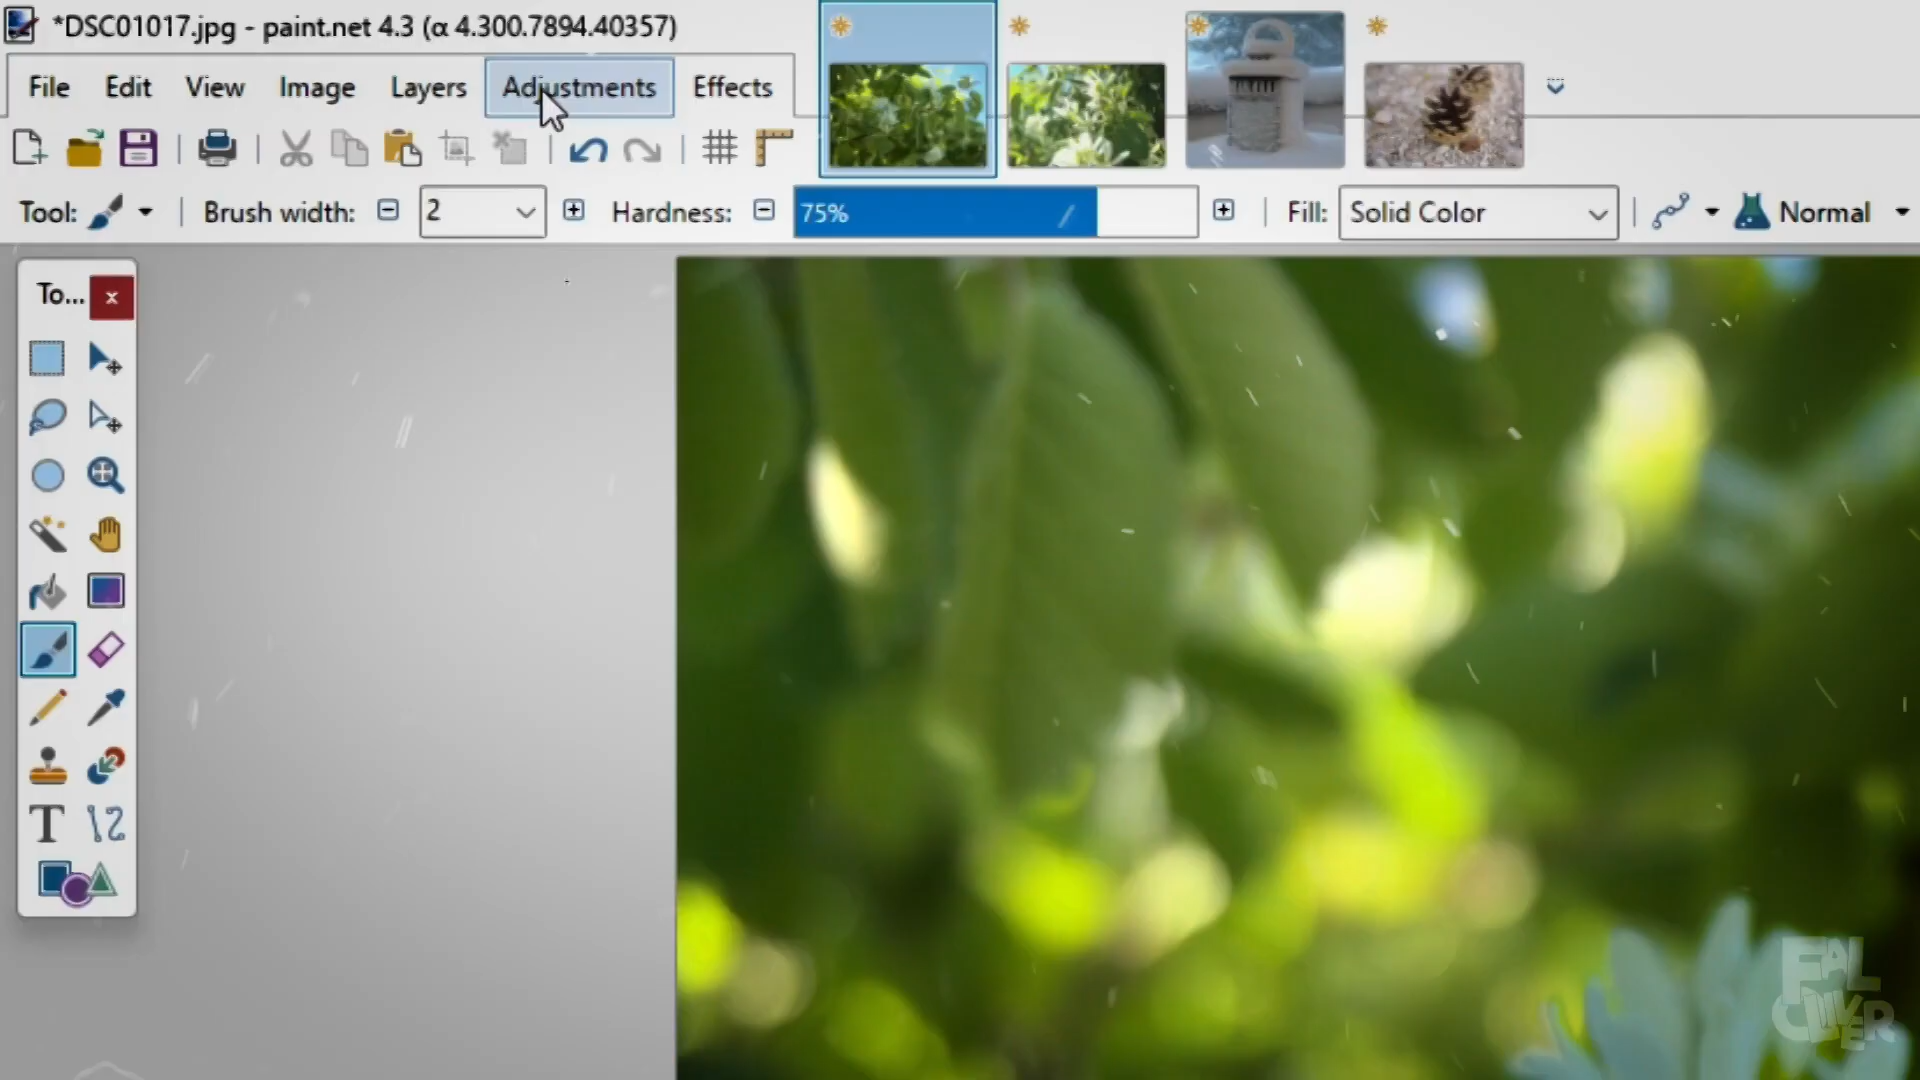 *DSC01017.jpg - paint.net 4.3 (α 4.300.7894.40357)
File Edit View Image Layers Adjustments Effects
Tool: Brush width: 2 Hardness: 75% Fill: Solid Color Normal
To...
T
FALCLIVER